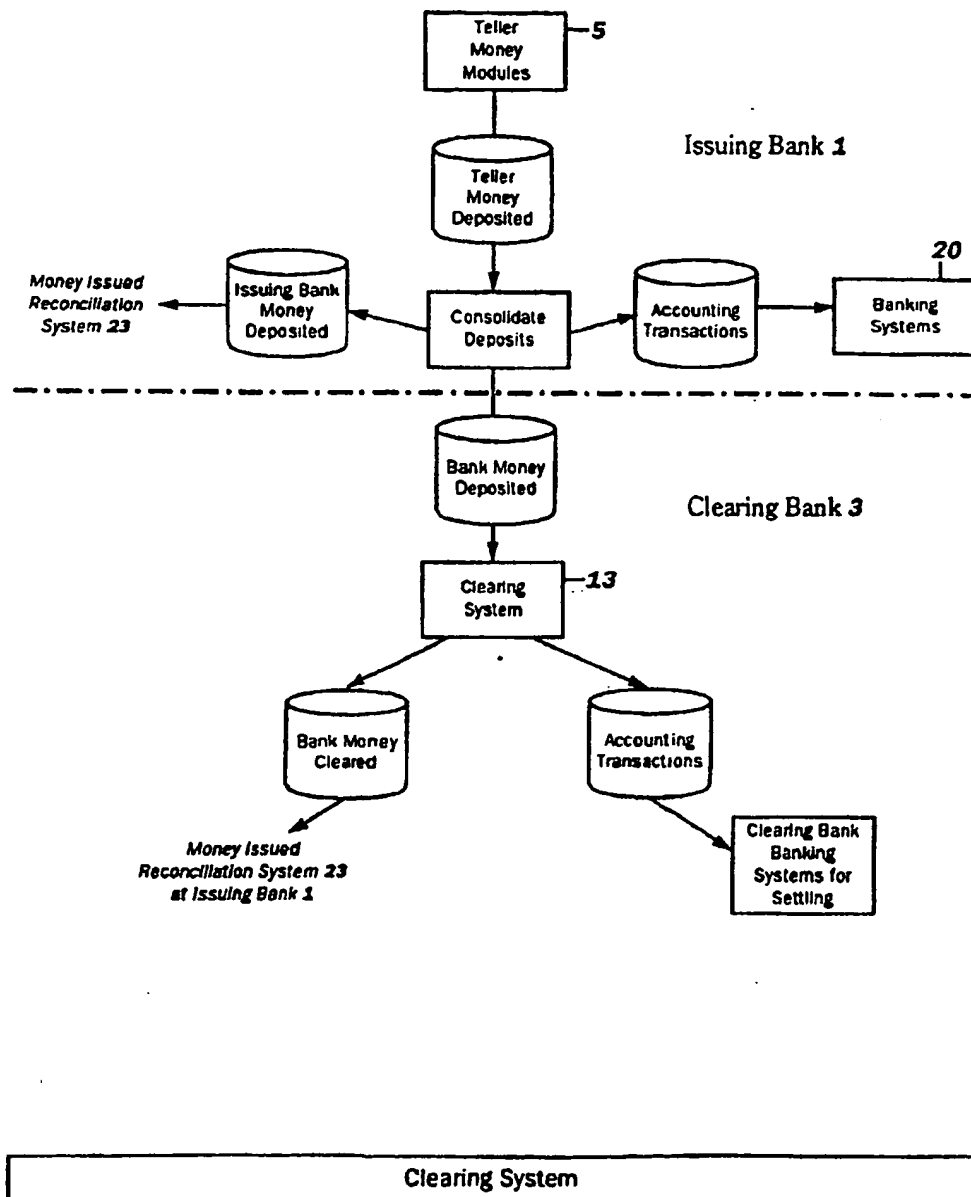 Teller
Money
Modules
5
Issuing Bank 1
Teller
Money
Deposited
20
Money Issued
Reconciliation
System 23
Issuing Bank
Money
Deposited
Consolidate
Deposits
Accounting
Transactions
Banking
Systems
Bank Money
Deposited
Clearing Bank 3
Clearing
System
13
Bank Money
Cleared
Accounting
Transactions
Money Issued
Reconciliation System 23
at Issuing Bank 1
Clearing Bank
Banking
Systems for
Settling
Clearing System